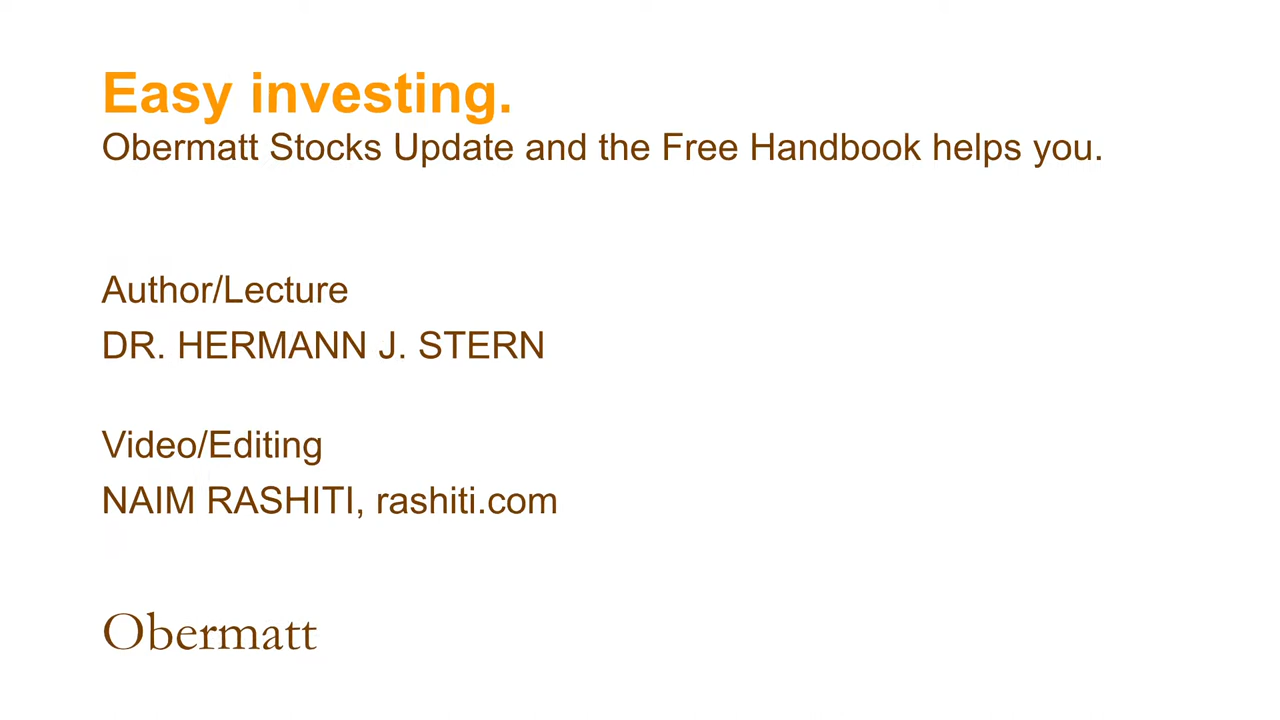 Easy investing.
Obermatt Stocks Update and the Free Handbook helps you.
Author/Lecture
DR. HERMANN J. STERN
Video/Editing
NAIM RASHITI, rashiti.com
Obermatt